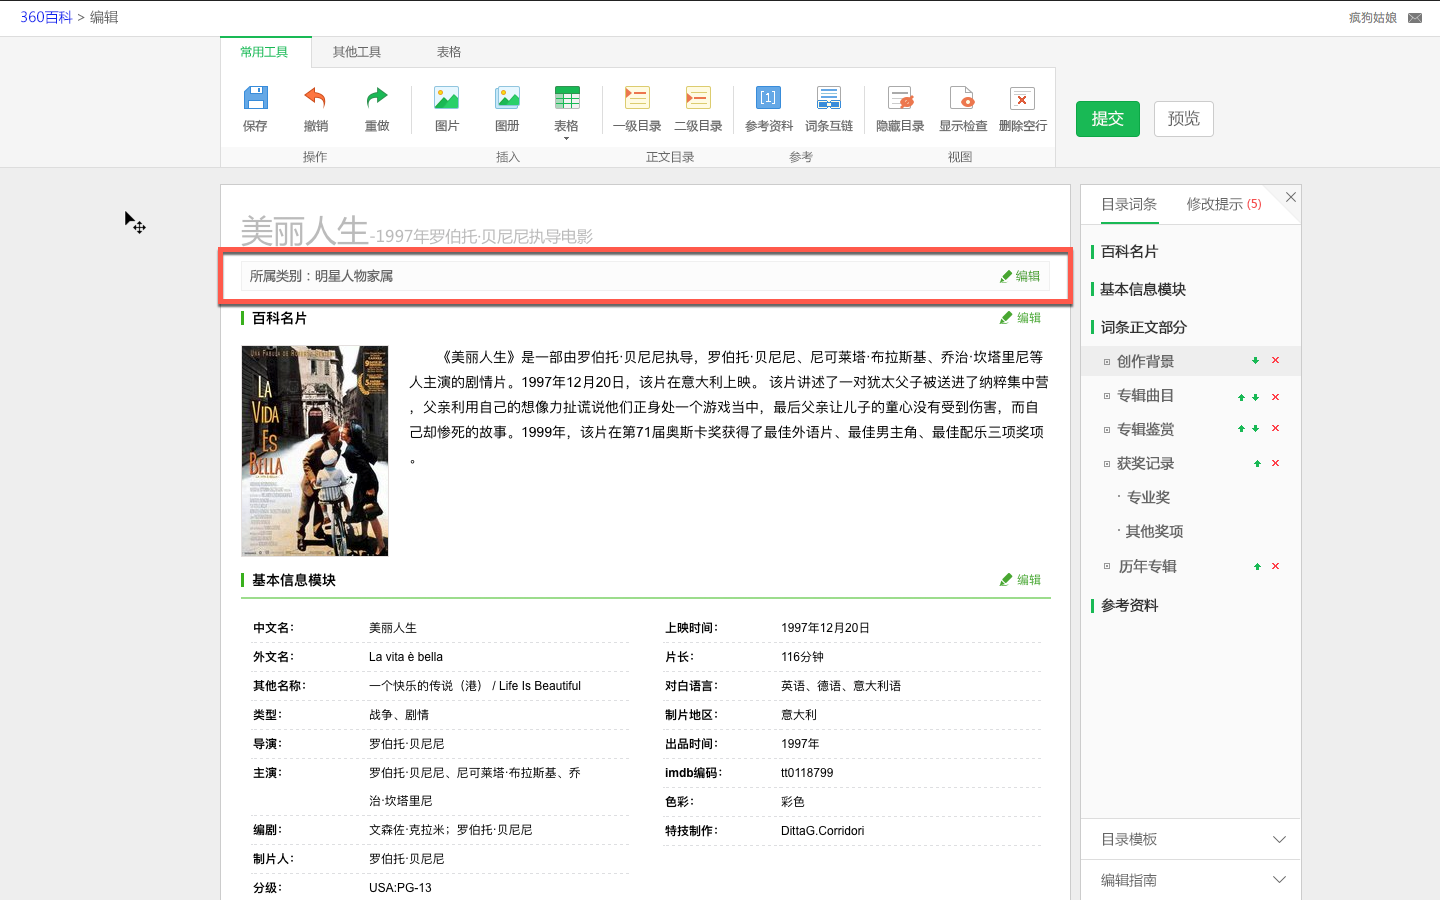 360百科 > 编辑
疯狗姑娘
常用工具
其他工具
表格
保存
撤销
重做
图片
图册
表格
一级目录
二级目录
参考资料
词条互链
隐藏目录
显示检查
删除空行
操作
插入
正文目录
参考
视图
提交
预览
美丽人生-1997年罗伯托·贝尼尼执导电影
所属类别：明星人物家属
编辑
百科名片
编辑
《美丽人生》是一部由罗伯托·贝尼尼执导，罗伯托·贝尼尼、尼可莱塔·布拉斯基、乔治·坎塔里尼等
人主演的剧情片。1997年12月20日，该片在意大利上映。 该片讲述了一对犹太父子被送进了纳粹集中营
，父亲利用自己的想像力扯谎说他们正身处一个游戏当中，最后父亲让儿子的童心没有受到伤害，而自
己却惨死的故事。1999年，该片在第71届奥斯卡奖获得了最佳外语片、最佳男主角、最佳配乐三项奖项
。
LA
VIDA
ES
BELLA
基本信息模块
编辑
中文名： 美丽人生
外文名： La vita è bella
其他名称： 一个快乐的传说（港） / Life Is Beautiful
类型： 战争、剧情
导演： 罗伯托·贝尼尼
主演： 罗伯托·贝尼尼、尼可莱塔·布拉斯基、乔
治·坎塔里尼
编剧： 文森佐·克拉米；罗伯托·贝尼尼
制片人： 罗伯托·贝尼尼
分级： USA:PG-13
上映时间： 1997年12月20日
片长： 116分钟
对白语言： 英语、德语、意大利语
制片地区： 意大利
出品时间： 1997年
imdb编码： tt0118799
色彩： 彩色
特技制作： DittaG.Corridori
目录词条
修改提示 (5)
百科名片
基本信息模块
词条正文部分
创作背景
专辑曲目
专辑鉴赏
获奖记录
· 专业奖
· 其他奖项
历年专辑
参考资料
目录模板
编辑指南